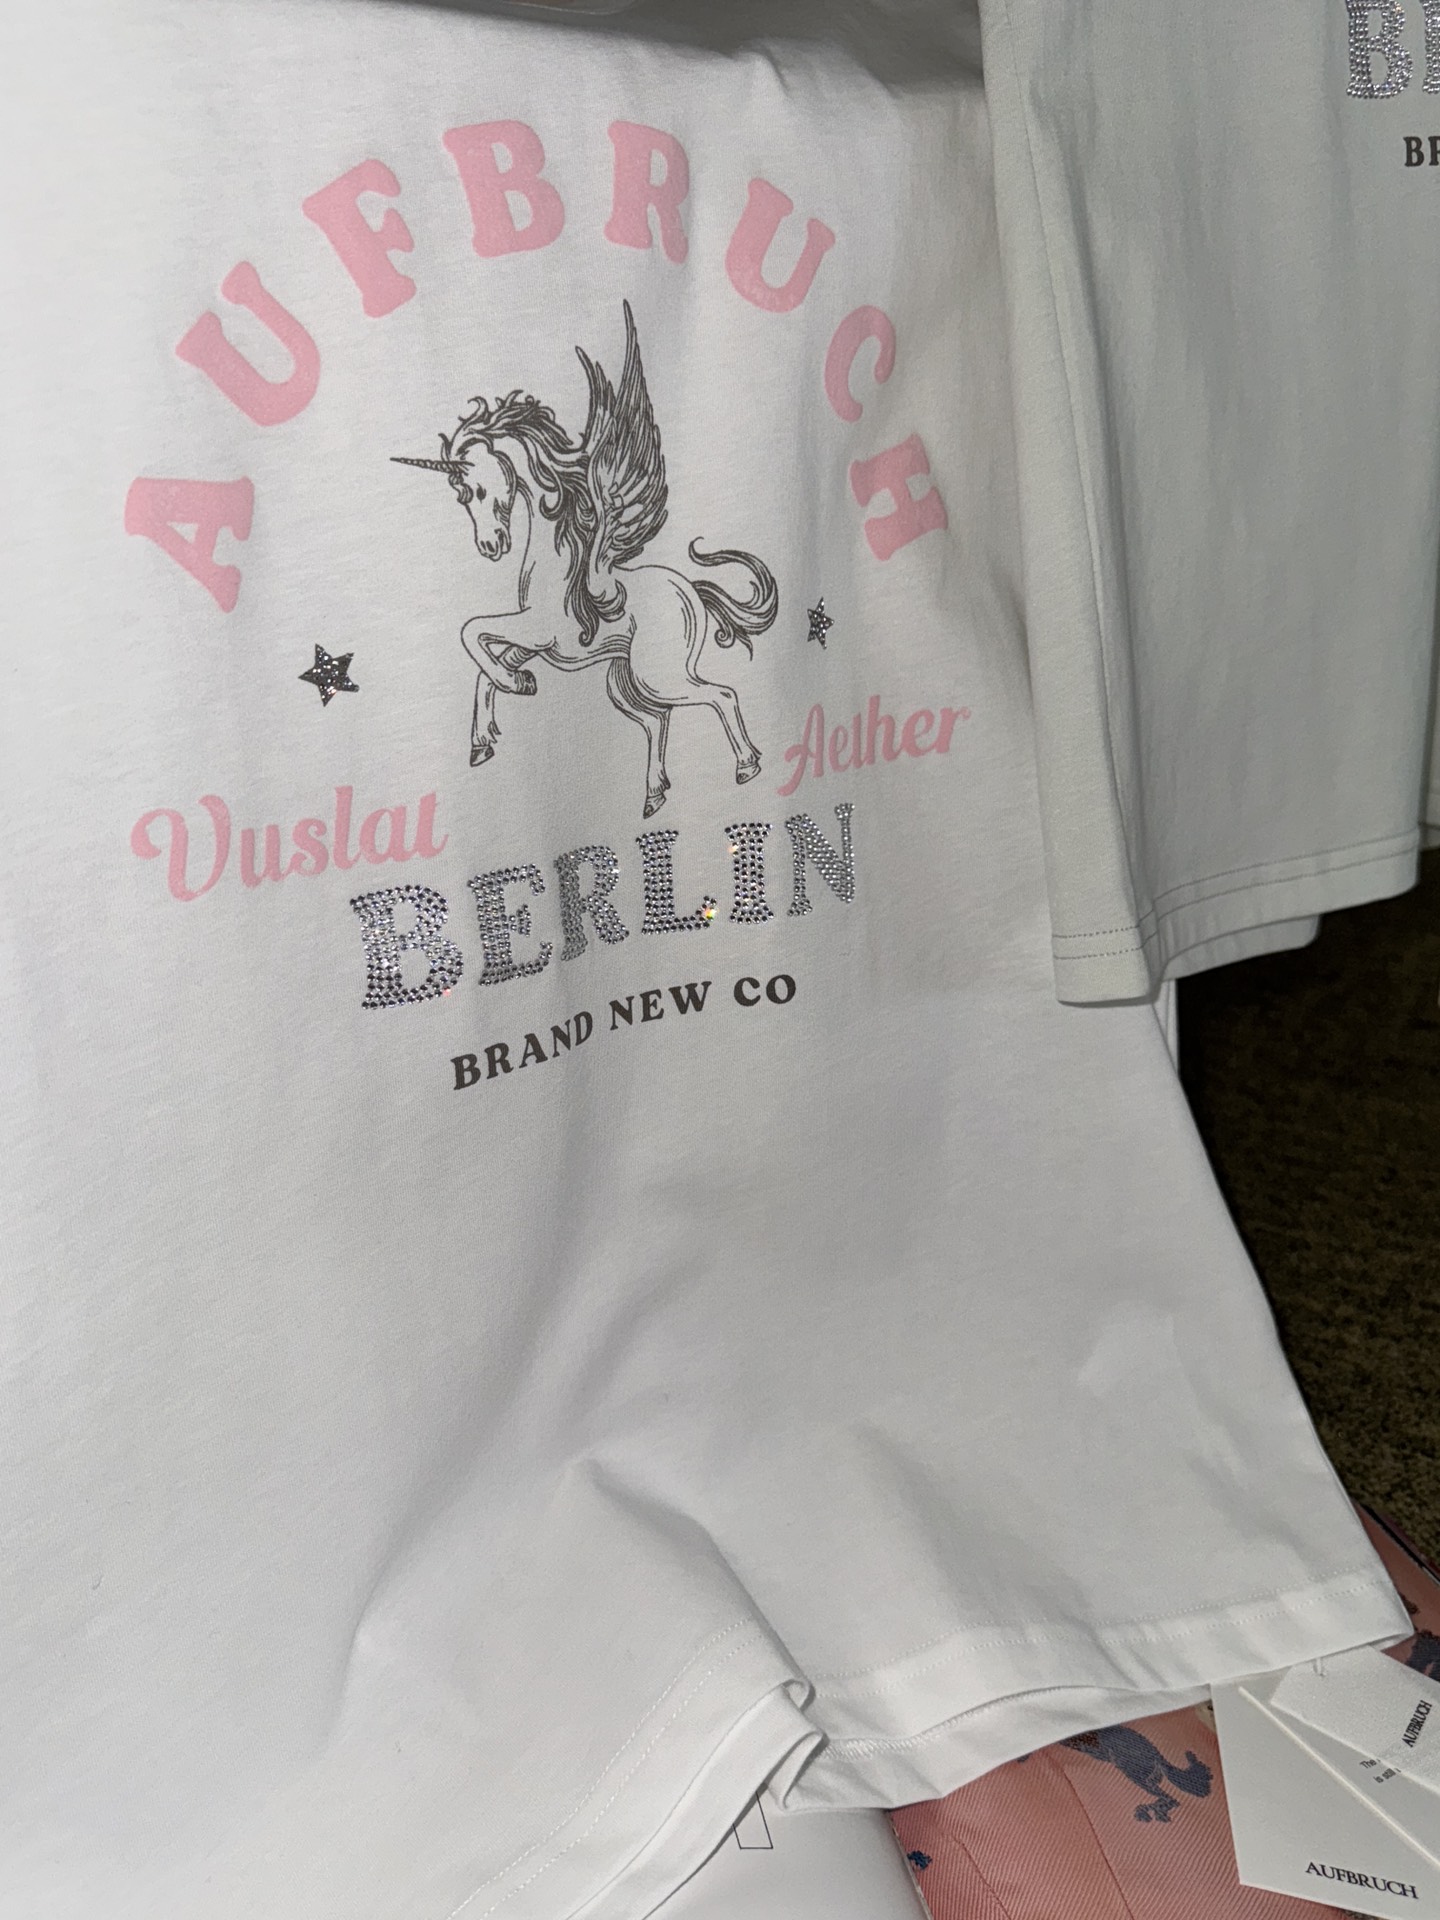 AUFBRUCH
Vuslat
Aether
BERLIN
BRAND NEW CO
AUFBRUCH
AUFBRUCH